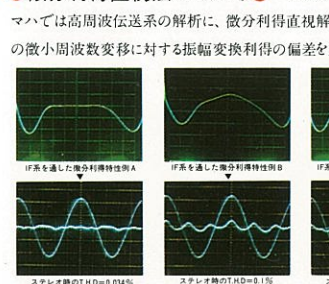 マハでは高周波伝送系の解析に、微分利得直視解
の微小周波数変移に対する振幅変換利得の偏差を
IF系を通した微分利得特性例A
IF系を通した微分利得特性例B
ステレオ時のT.H.D=0.034%
ステレオ時のT.H.D=0.1%